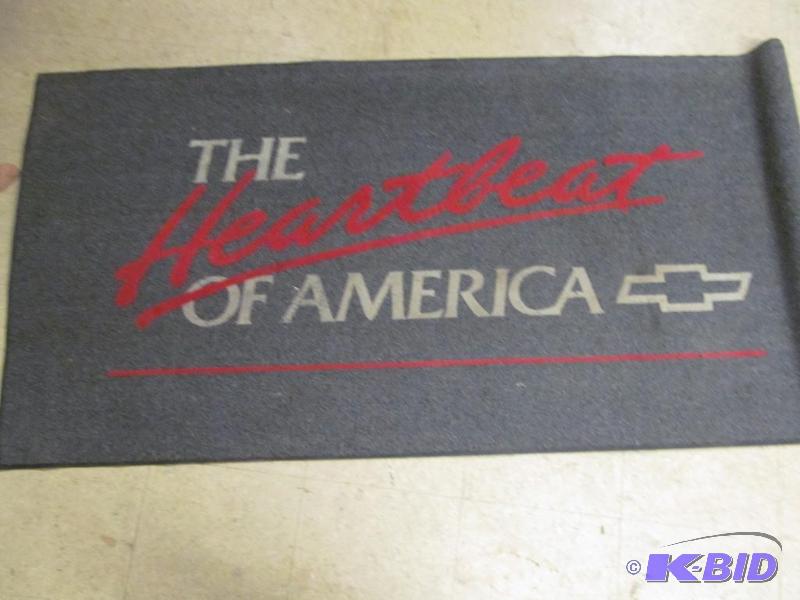 THE
Heartbeat
OF AMERICA
© K-BID